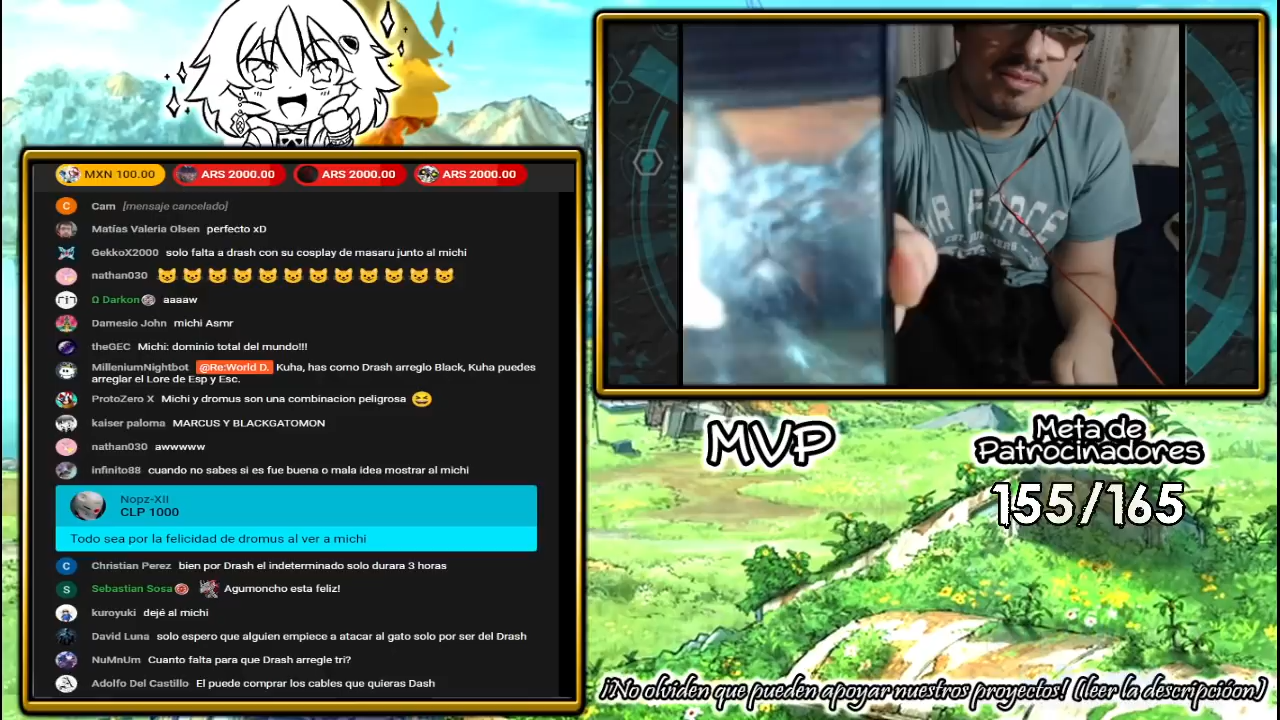 MXN 100.00 ARS 2000.00 ARS 2000.00 ARS 2000.00
C Cam [mensaje cancelado]
Matías Valeria Olsen perfecto xD
GekkoX2000 solo falta a drash con su cosplay de masaru junto al michi
nathan030
Ω Darkon aaaaw
Damesio John michi Asmr
theGEC Michi: dominio total del mundo!!!
MilleniumNightbot @Re:World D. Kuha, has como Drash arreglo Black, Kuha puedes
arreglar el Lore de Esp y Esc.
ProtoZero X Michi y dromus son una combinacion peligrosa
kaiser paloma MARCUS Y BLACKGATOMON
nathan030 awwwww
infinito88 cuando no sabes si es fue buena o mala idea mostrar al michi
Nopz-XII
CLP 1000
Todo sea por la felicidad de dromus al ver a michi
C Christian Perez bien por Drash el indeterminado solo durara 3 horas
S Sebastian Sosa Agumoncho esta feliz!
kuroyuki dejé al michi
David Luna solo espero que alguien empiece a atacar al gato solo por ser del Drash
NuMnUm Cuanto falta para que Drash arregle tri?
Adolfo Del Castillo El puede comprar los cables que quieras Dash
AIR FORCE
MVP
Meta de
Patrocinadores
155/165
¡¡No olviden que pueden apoyar nuestros proyectos! (leer la descripcióon)